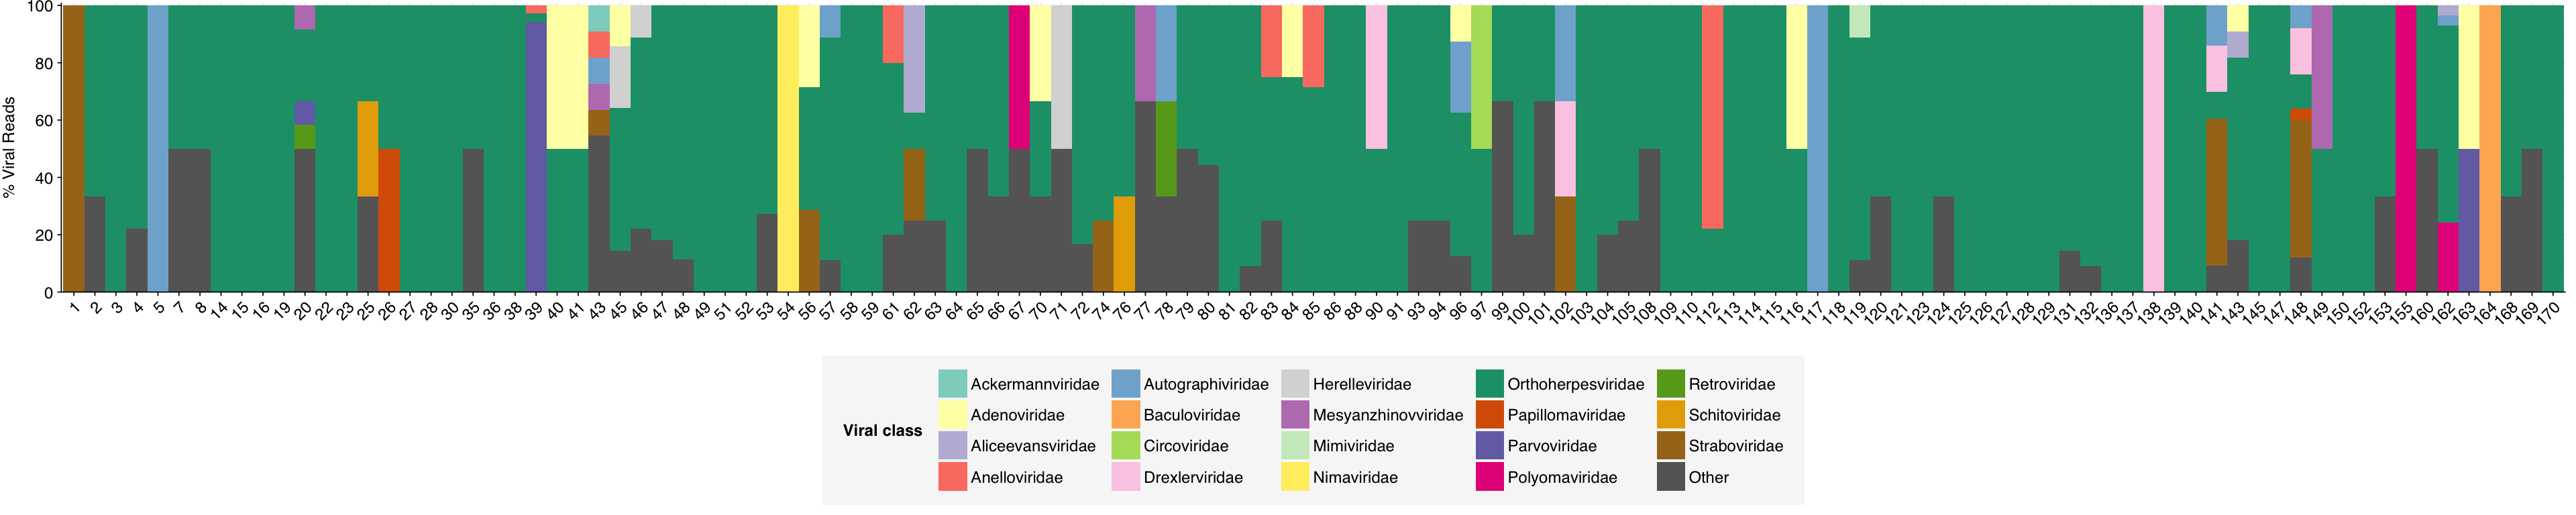 % Viral Reads
100
80
60
40
20
0
1 2 3 4 5 7 8 14 15 16 19 20 22 23 25 26 27 28 30 35 36 38 39 40 41 43 45 46 47 48 49 51 52 53 54 56 57 58 59 61 62 63 64 65 66 67 70 71 72 74 76 77 78 79 80 81 82 83 84 85 86 88 90 91 93 94 96 97 99 100 101 102 103 104 105 108 109 110 112 113 114 115 116 117 118 119 120 121 123 124 125 126 127 128 129 131 132 136 137 138 139 140 141 143 145 147 148 149 150 152 153 155 160 162 163 164 168 169 170
Viral class
Ackermannviridae Autographiviridae Herelleviridae Orthoherpesviridae Retroviridae
Adenoviridae Baculoviridae Mesyanzhinovviridae Papillomaviridae Schitoviridae
Aliceevansviridae Circoviridae Mimiviridae Parvoviridae Straboviridae
Anelloviridae Drexlerviridae Nimaviridae Polyomaviridae Other